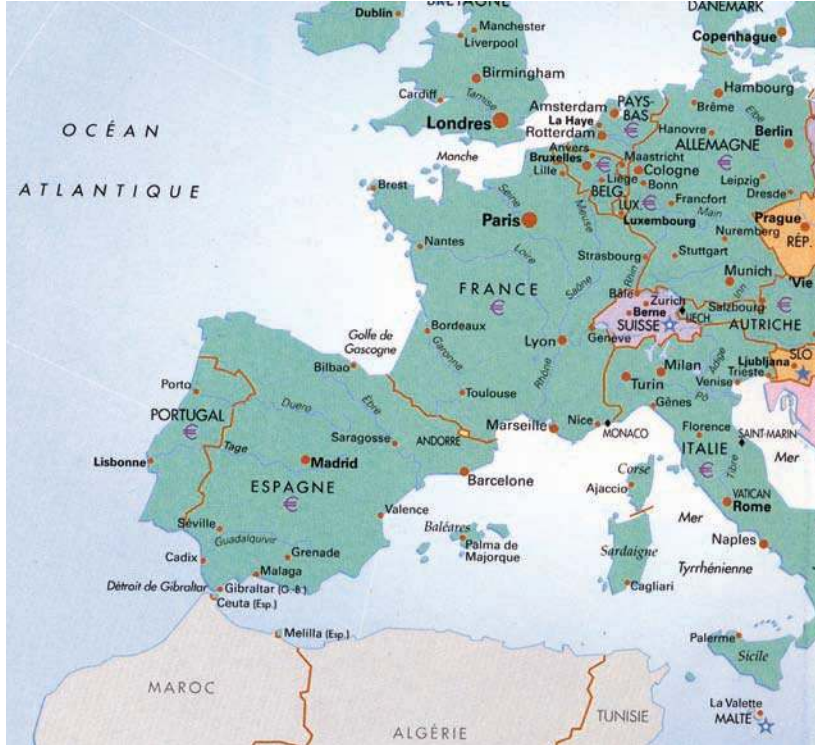 BRETAGNE
DANEMARK
Dublin
Manchester
Liverpool
Copenhague
Birmingham
Hambourg
Cardiff
Tamise
Amsterdam
PAYS-
BAS
Brême
Elbe
OCÉAN
ATLANTIQUE
Londres
La Haye
Rotterdam
Hanovre
Berlin
ALLEMAGNE
€
Manche
Anvers
Bruxelles
€
Maastricht
Cologne
Lille
Liège
Bonn
Leipzig
BELG.
€
Dresde
Brest
Seine
Meuse
LUX.
Francfort
Main
Paris
Luxembourg
Prague
RÉP.
Nantes
Loire
Nuremberg
Strasbourg
Stuttgart
Rhin
Saône
Munich
Inn
Vie
FRANCE
€
Bâle
Zurich
Salzbourg
€
Berne
SUISSE
LIECH
AUTRICHE
Golfe de
Gascogne
Bordeaux
Garonne
Lyon
Genève
Rhône
Milan
Adige
Ljubljana
SLO
Bilbao
Turin
Venise
Trieste
Porto
Duero
Ebre
Toulouse
Pô
Gênes
PORTUGAL
€
Saragosse
ANDORRE
Marseille
Nice
MONACO
Florence
SAINT-MARIN
ITALIE
€
Mer
Tibre
Tage
Lisbonne
Madrid
Barcelone
Corse
Ajaccio
VATICAN
Rome
ESPAGNE
€
Valence
Baléares
Palma de
Majorque
Mer
Tyrrhénienne
Naples
Séville
Guadalquivir
Grenade
Sardaigne
Cadix
Malaga
Cagliari
Détroit de Gibraltar
Gibraltar (G.-B.)
Ceuta (Esp.)
Melilla (Esp.)
Palerme
Sicile
MAROC
ALGÉRIE
TUNISIE
La Valette
MALTE